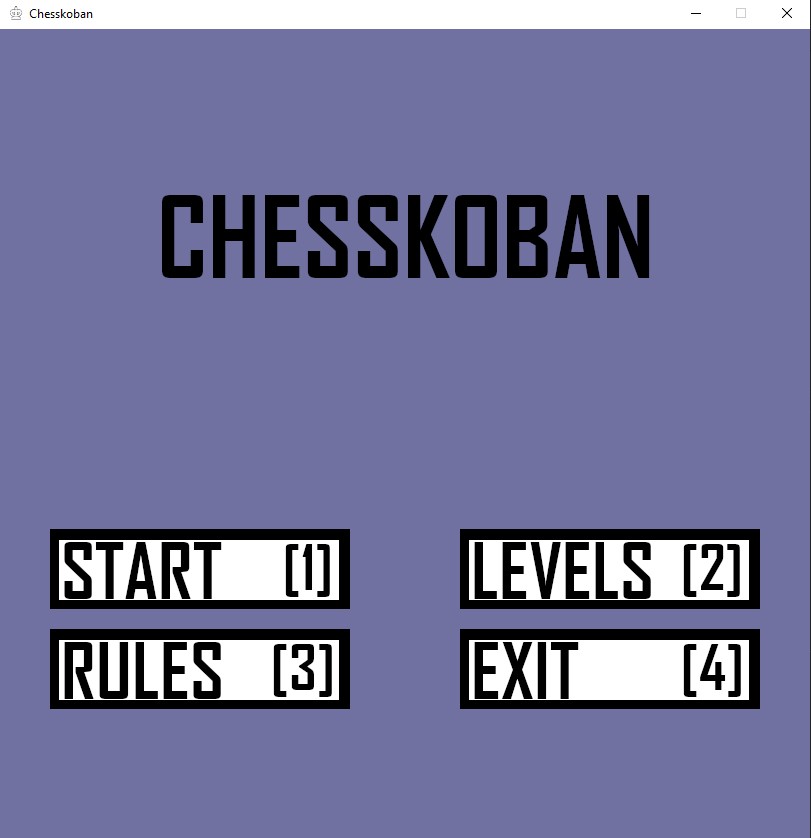 Chesskoban
CHESSKOBAN
START [1]
LEVELS [2]
RULES [3]
EXIT [4]